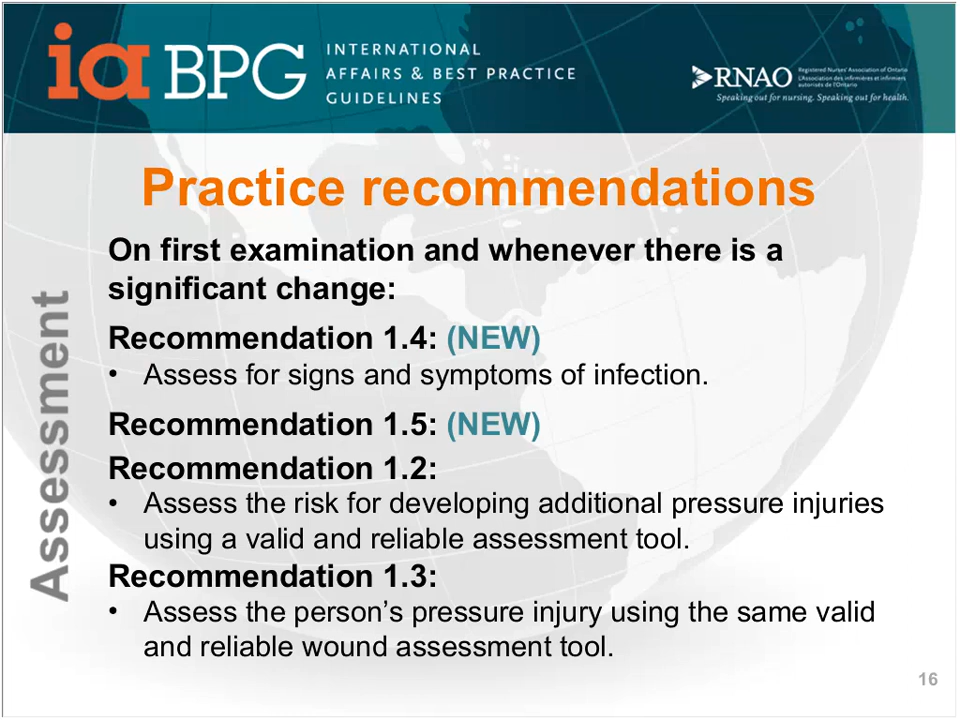 ia BPG
INTERNATIONAL
AFFAIRS & BEST PRACTICE
GUIDELINES
RNAO
Registered Nurses' Association of Ontario
L'Association des infirmières et infirmiers
autorisés de l'Ontario
Speaking out for nursing. Speaking out for health.
Practice recommendations
Assessment
On first examination and whenever there is a
significant change:
Recommendation 1.4: (NEW)
• Assess for signs and symptoms of infection.
Recommendation 1.5: (NEW)
Recommendation 1.2:
• Assess the risk for developing additional pressure injuries
using a valid and reliable assessment tool.
Recommendation 1.3:
• Assess the person’s pressure injury using the same valid
and reliable wound assessment tool.
16